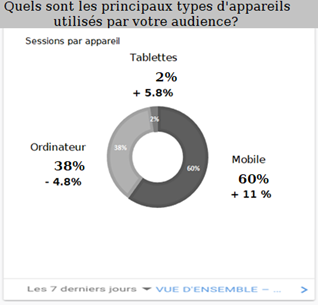 Quels sont les principaux types d'appareils
utilisés par votre audience?
Sessions par appareil
Tablettes
2%
+ 5.8%
2%
38%
60%
Ordinateur
38%
- 4.8%
Mobile
60%
+ 11 %
Les 7 derniers jours VUE D'ENSEMBLE – ... >